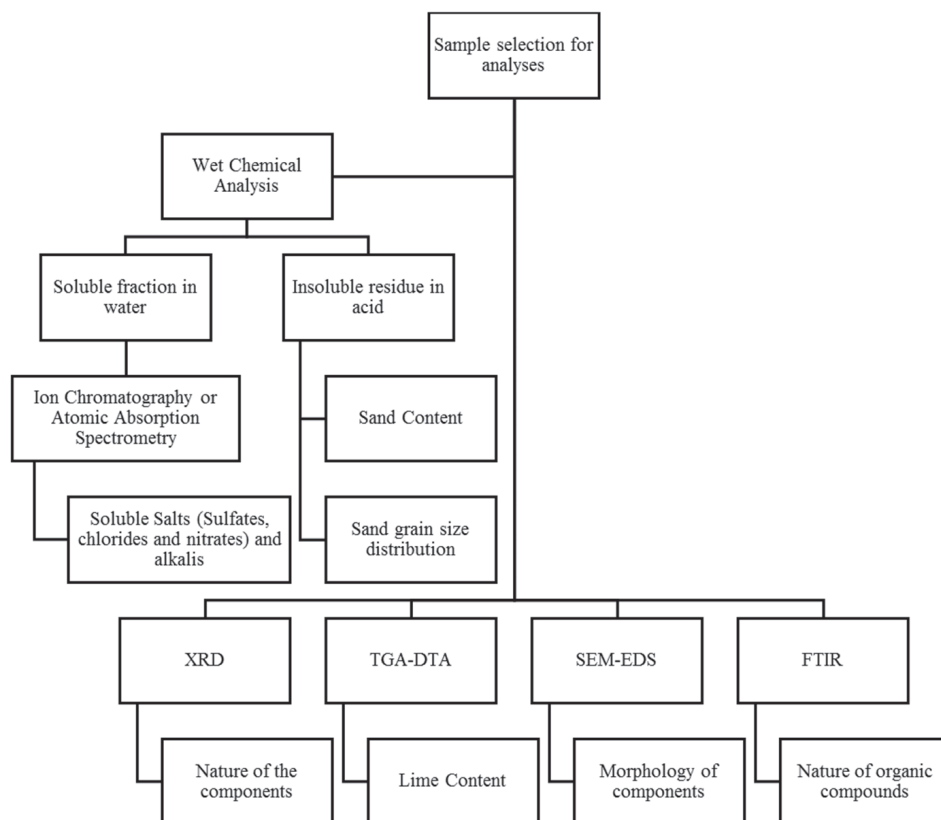 Sample selection for
analyses
Wet Chemical
Analysis
Soluble fraction in
water
Insoluble residue in
acid
Ion Chromatography or
Atomic Absorption
Spectrometry
Sand Content
Soluble Salts (Sulfates,
chlorides and nitrates) and
alkalis
Sand grain size
distribution
XRD
TGA-DTA
SEM-EDS
FTIR
Nature of the
components
Lime Content
Morphology of
components
Nature of organic
compounds